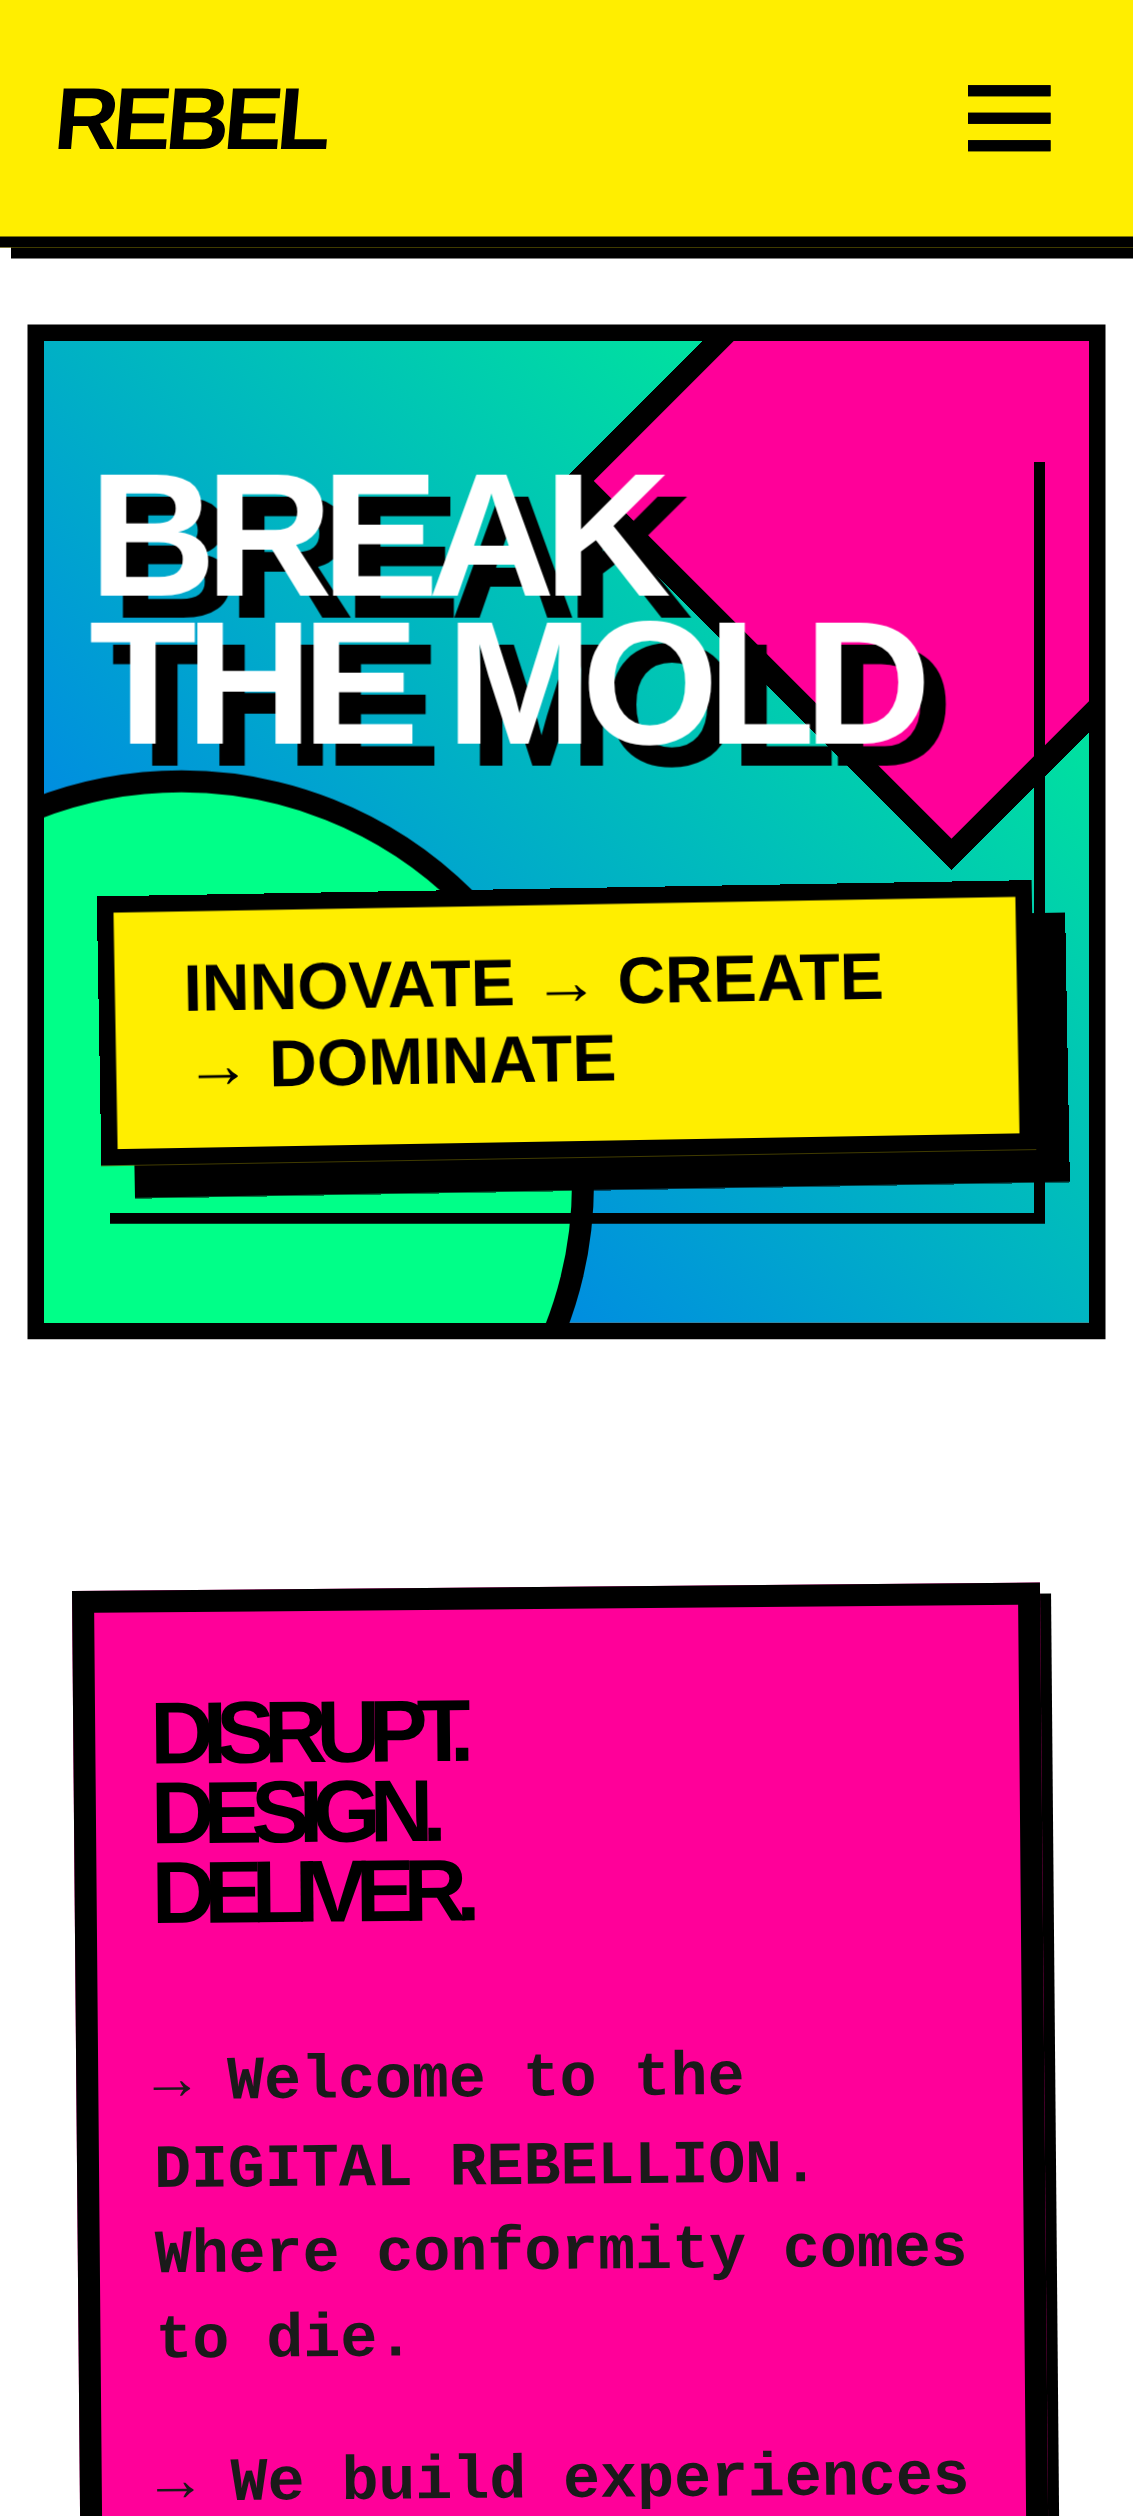 REBEL
BREAK
THE MOLD
INNOVATE → CREATE
→ DOMINATE
DISRUPT.
DESIGN.
DELIVER.
→ Welcome to the
DIGITAL REBELLION.
Where conformity comes
to die.
→ We build experiences